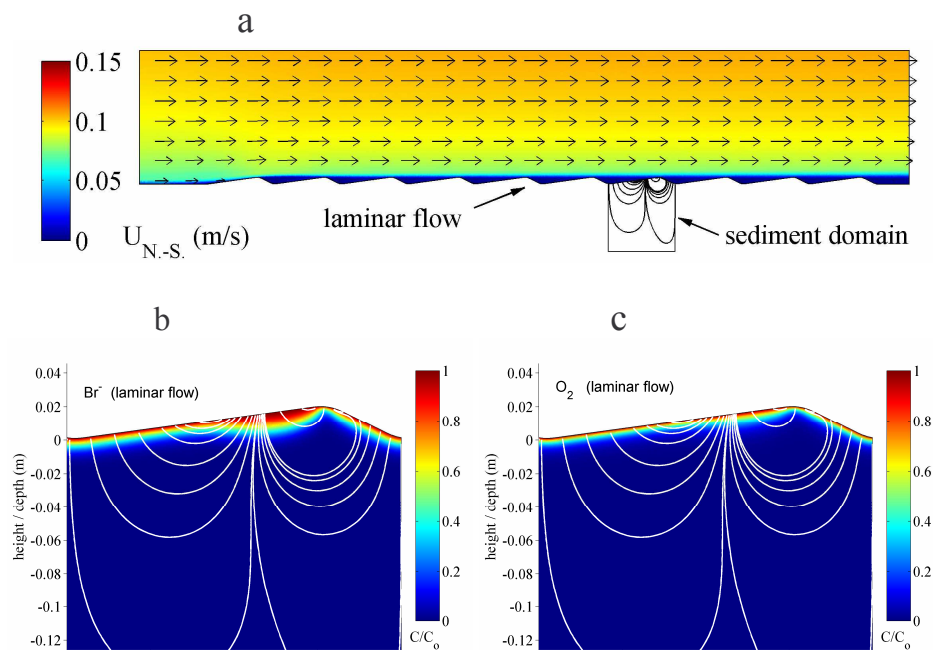 a
0.15
0.1
0.05
0
U_N.-S. (m/s)
laminar flow
sediment domain
b
c
0.04
0.02
0
-0.02
-0.04
-0.06
-0.08
-0.1
-0.12
height / depth (m)
Br⁻ (laminar flow)
1
0.8
0.6
0.4
0.2
0
C/C_o
0.04
0.02
0
-0.02
-0.04
-0.06
-0.08
-0.1
-0.12
height / depth (m)
O₂ (laminar flow)
1
0.8
0.6
0.4
0.2
0
C/C_o